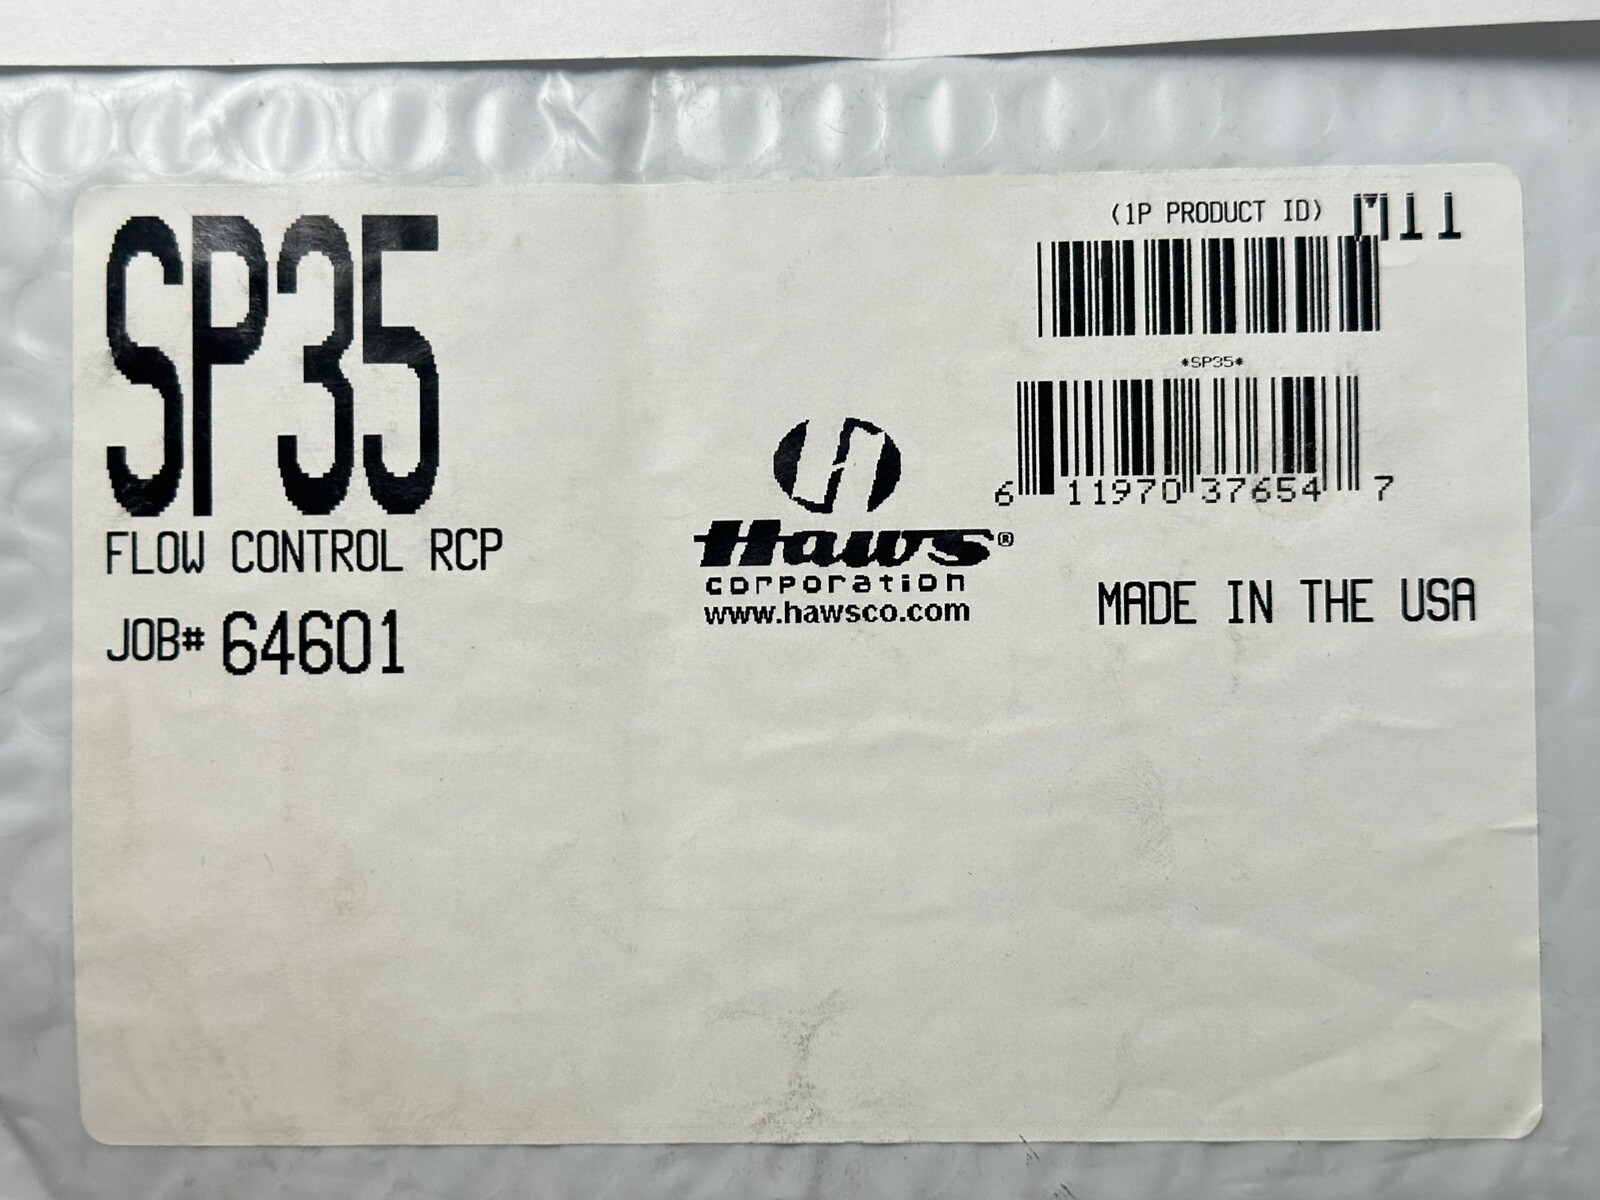 SP35
FLOW CONTROL RCP
JOB# 64601
Haws®
corporation
www.hawsco.com
(1P PRODUCT ID)
*SP35*
6 11970 37654 7
MADE IN THE USA